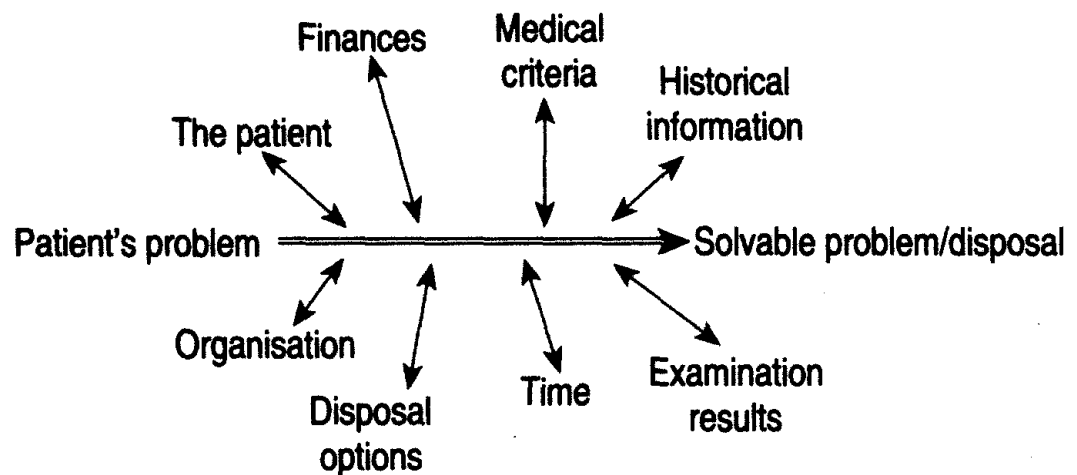 Finances
Medical
criteria
Historical
information
The patient
Patient's problem
Solvable problem/disposal
Organisation
Disposal
options
Time
Examination
results